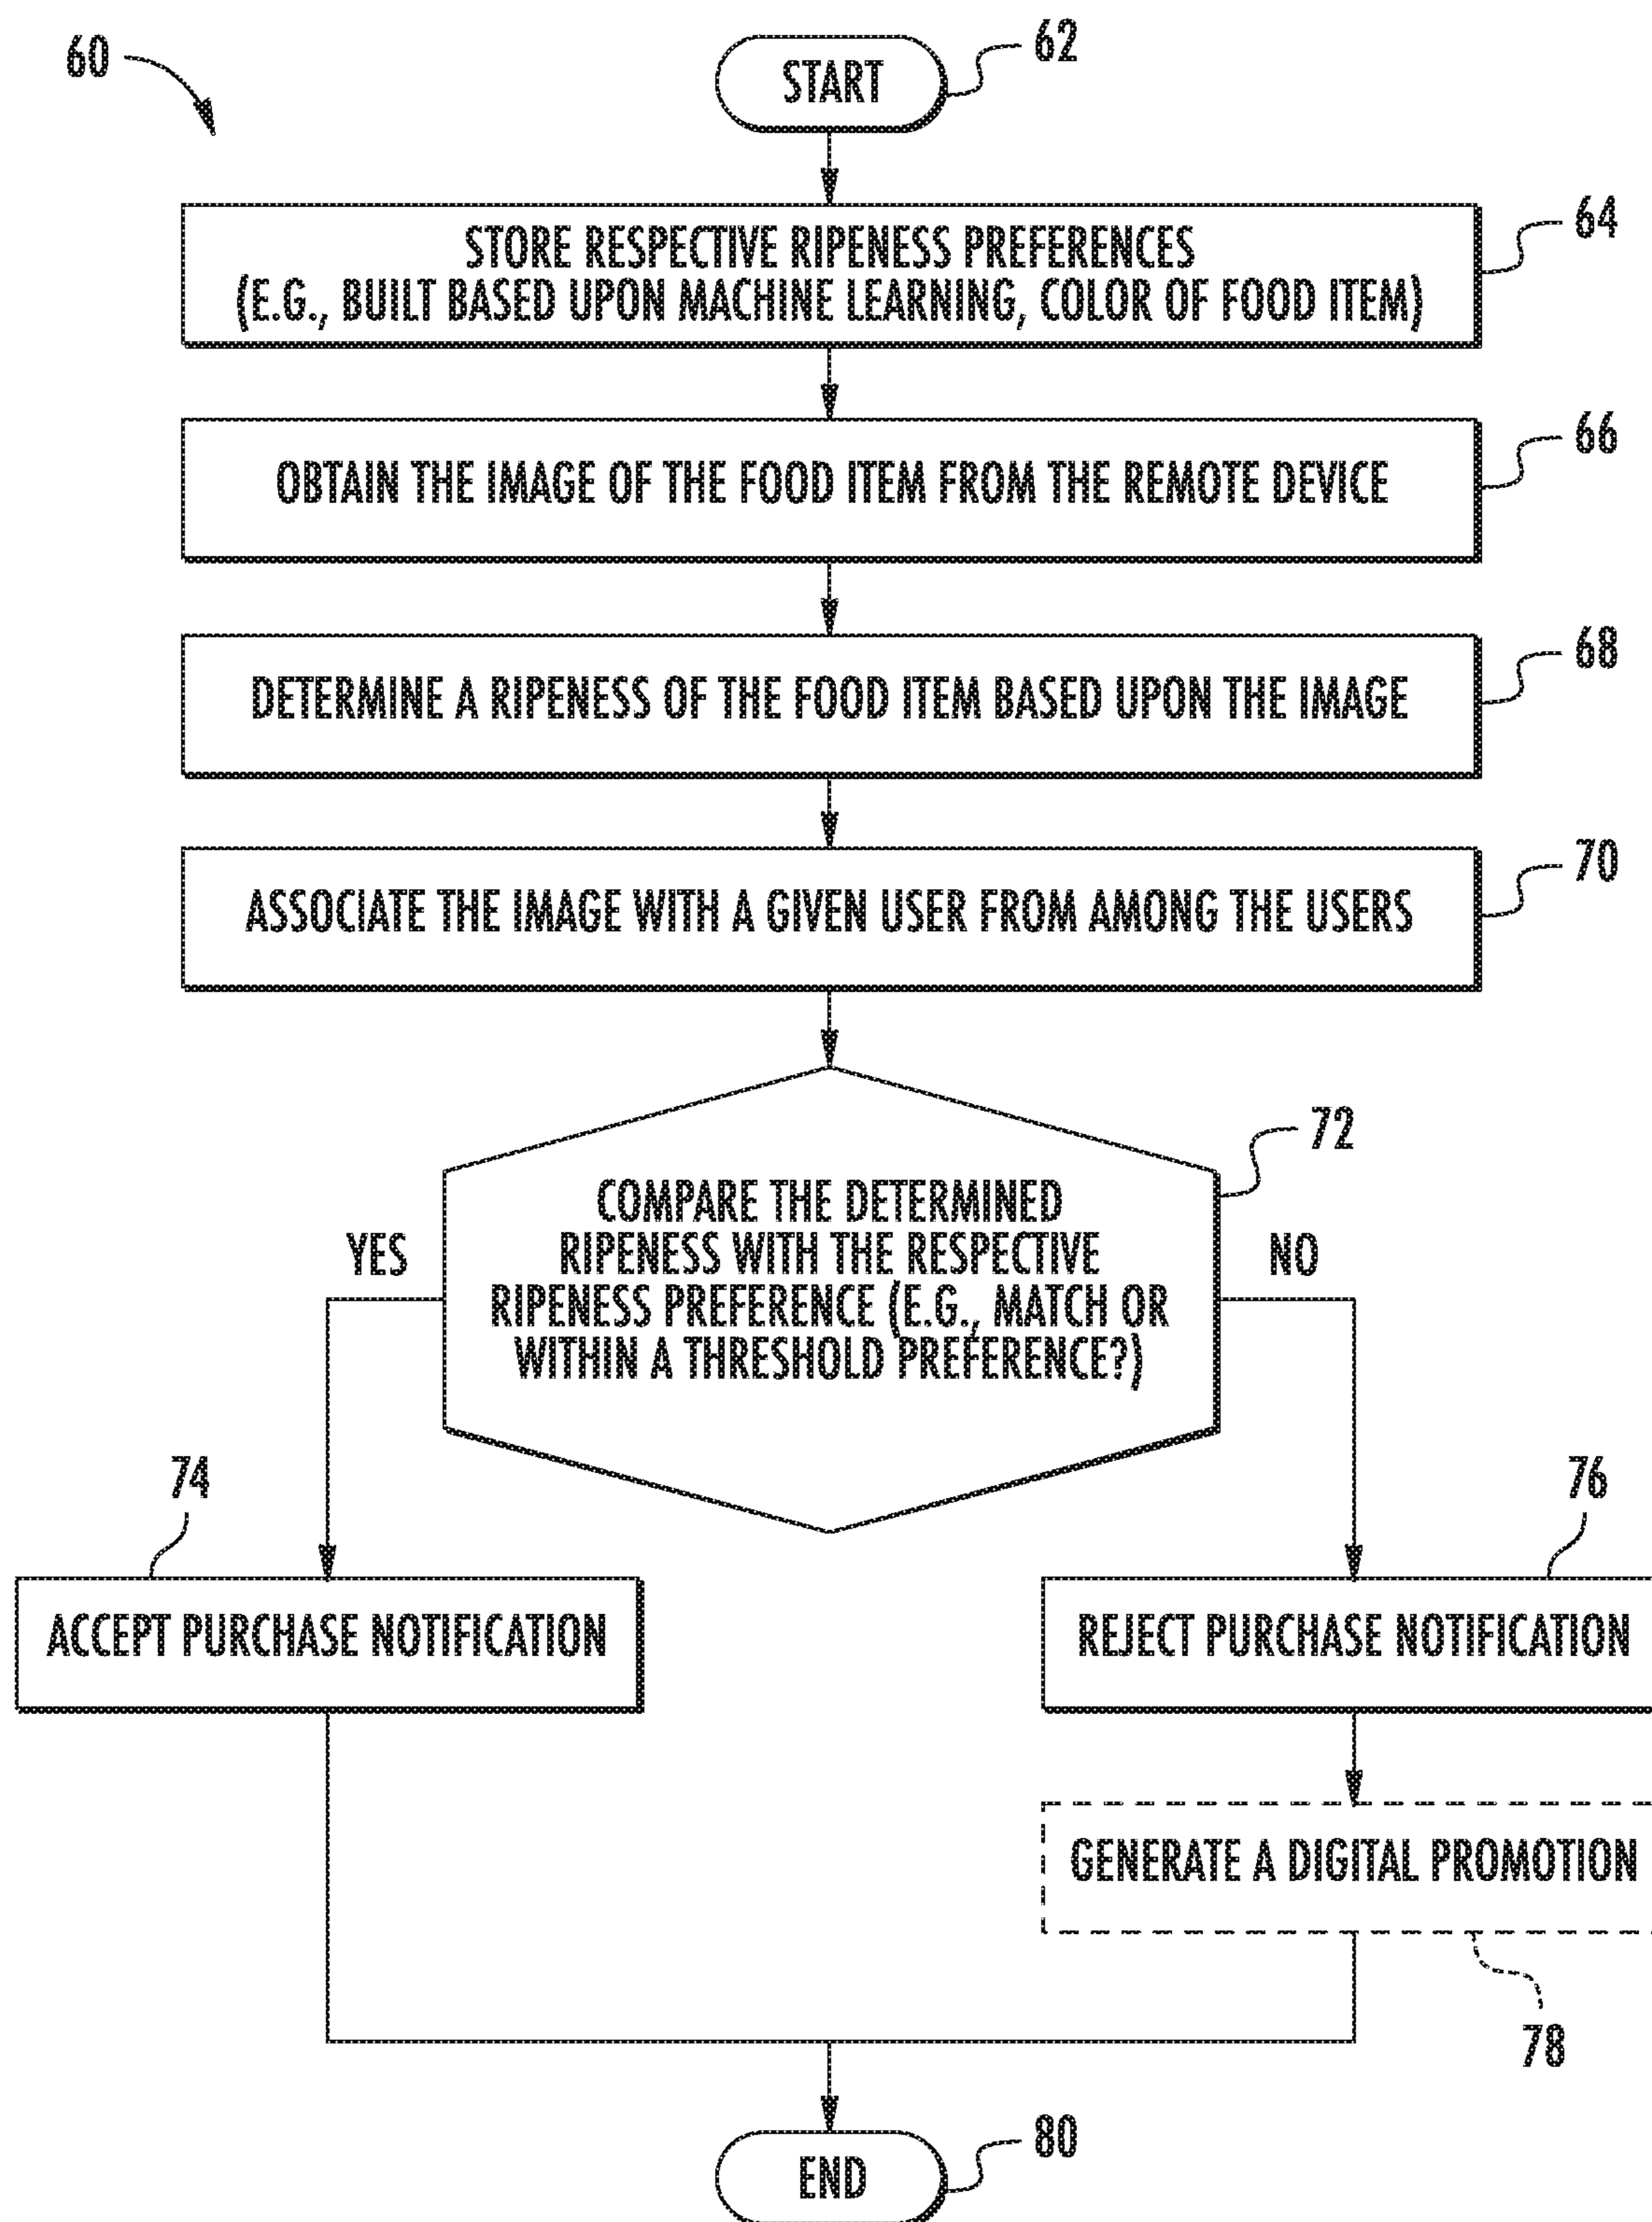 60
START
62
STORE RESPECTIVE RIPENESS PREFERENCES
(E.G., BUILT BASED UPON MACHINE LEARNING, COLOR OF FOOD ITEM)
64
OBTAIN THE IMAGE OF THE FOOD ITEM FROM THE REMOTE DEVICE
66
DETERMINE A RIPENESS OF THE FOOD ITEM BASED UPON THE IMAGE
68
ASSOCIATE THE IMAGE WITH A GIVEN USER FROM AMONG THE USERS
70
COMPARE THE DETERMINED
RIPENESS WITH THE RESPECTIVE
RIPENESS PREFERENCE (E.G., MATCH OR
WITHIN A THRESHOLD PREFERENCE?)
72
YES
NO
74
ACCEPT PURCHASE NOTIFICATION
76
REJECT PURCHASE NOTIFICATION
GENERATE A DIGITAL PROMOTION
78
END
80